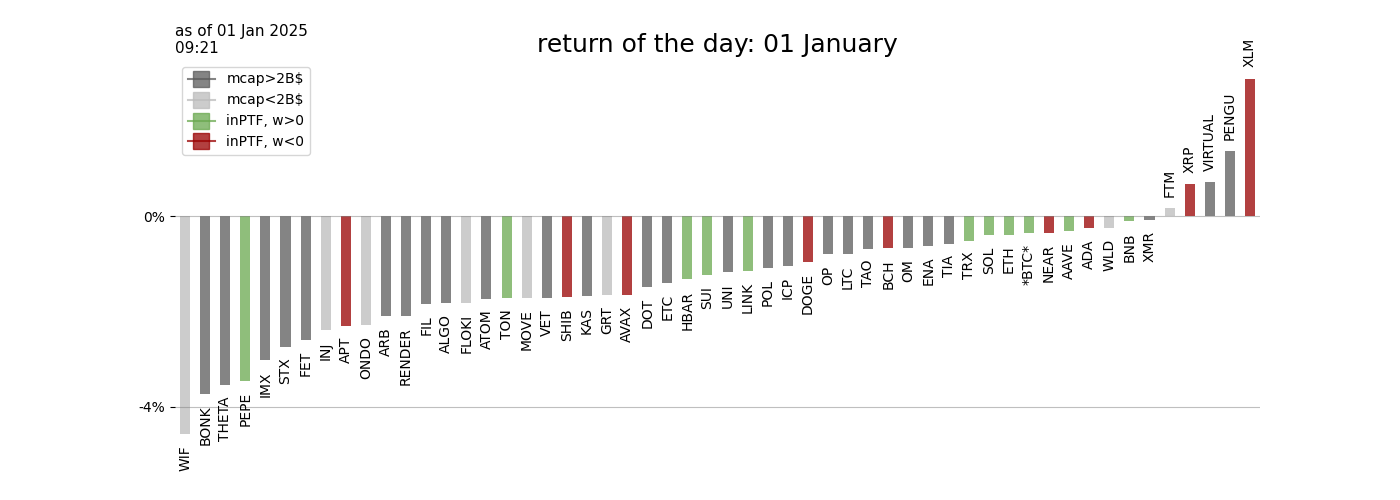 as of 01 Jan 2025
09:21
return of the day: 01 January
mcap>2B$
mcap<2B$
inPTF, w>0
inPTF, w<0
0%
-4%
WIF
BONK
THETA
PEPE
IMX
STX
FET
INJ
APT
ONDO
ARB
RENDER
FIL
ALGO
FLOKI
ATOM
TON
MOVE
VET
SHIB
KAS
GRT
AVAX
DOT
ETC
HBAR
SUI
UNI
LINK
POL
ICP
DOGE
OP
LTC
TAO
BCH
OM
ENA
TIA
TRX
SOL
ETH
*BTC*
NEAR
AAVE
ADA
WLD
BNB
XMR
FTM
XRP
VIRTUAL
PENGU
XLM